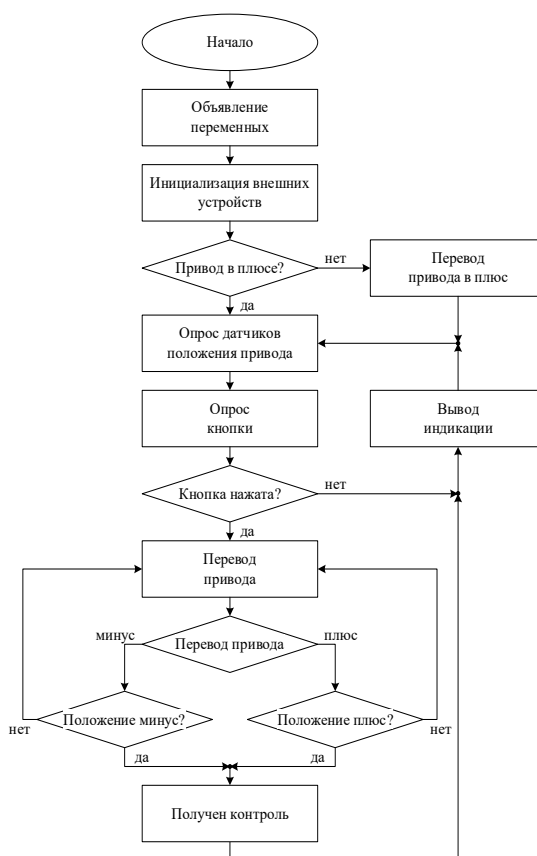 Начало
Объявление
переменных
Инициализация внешних
устройств
Привод в плюсе?
нет
Перевод
привода в плюс
да
Опрос датчиков
положения привода
Опрос
кнопки
Вывод
индикации
Кнопка нажата?
нет
да
Перевод
привода
минус
Перевод привода
плюс
нет
Положение минус?
Положение плюс?
нет
да
да
Получен контроль